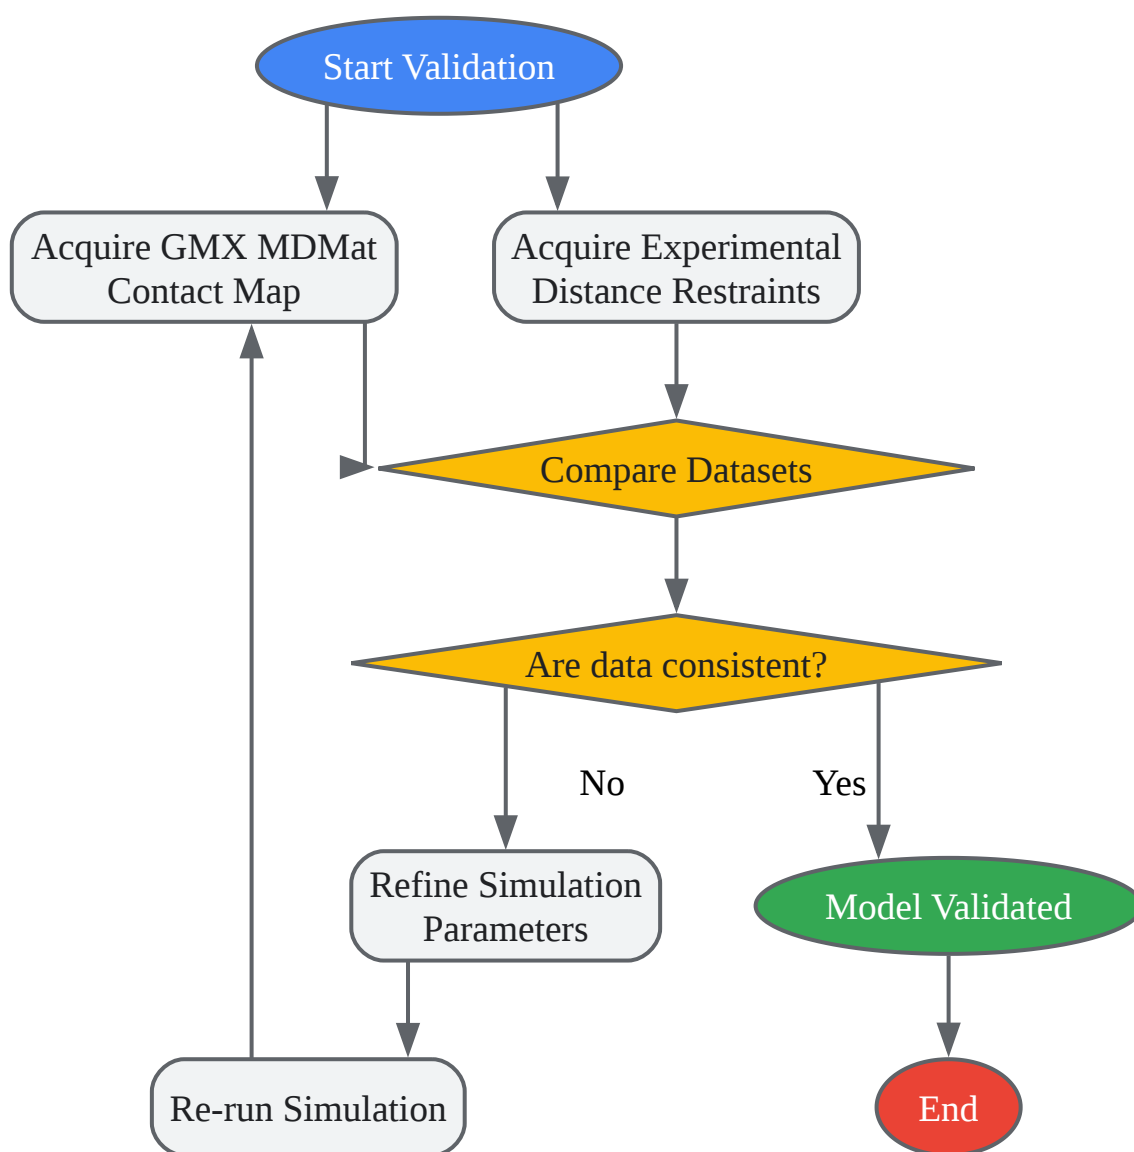 Start Validation
Acquire GMX MDMat
Contact Map
Acquire Experimental
Distance Restraints
Compare Datasets
Are data consistent?
No
Yes
Refine Simulation
Parameters
Model Validated
Re-run Simulation
End